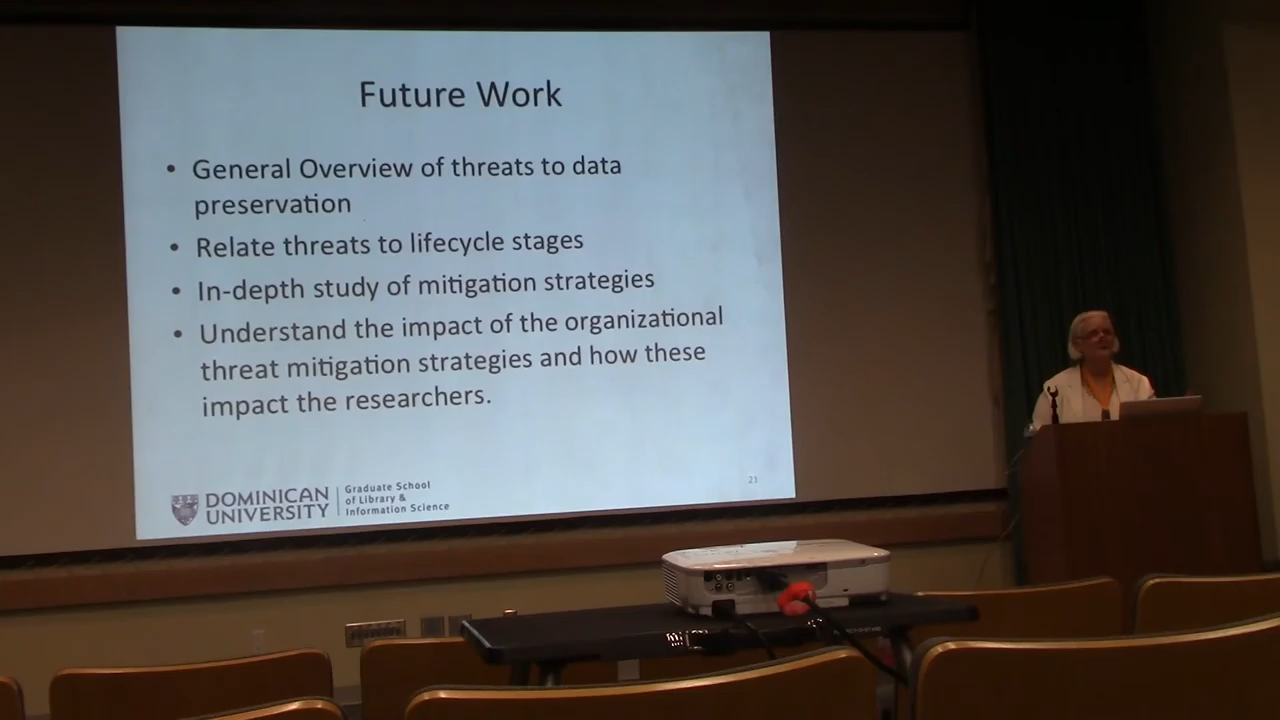 Future Work
• General Overview of threats to data
preservation
• Relate threats to lifecycle stages
• In-depth study of mitigation strategies
• Understand the impact of the organizational
threat mitigation strategies and how these
impact the researchers.
21
DOMINICAN
UNIVERSITY
Graduate School
of Library &
Information Science